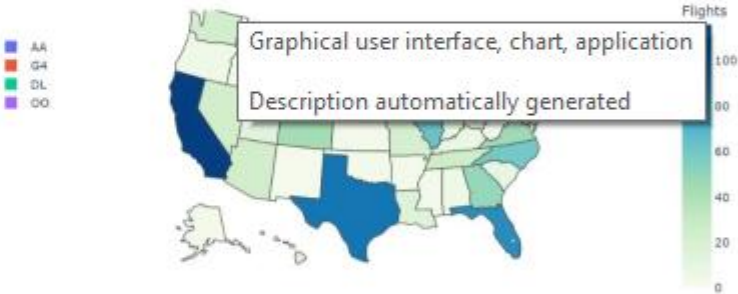 Flights
AA
G4
DL
OO
Graphical user interface, chart, application
Description automatically generated
100
80
60
40
20
0